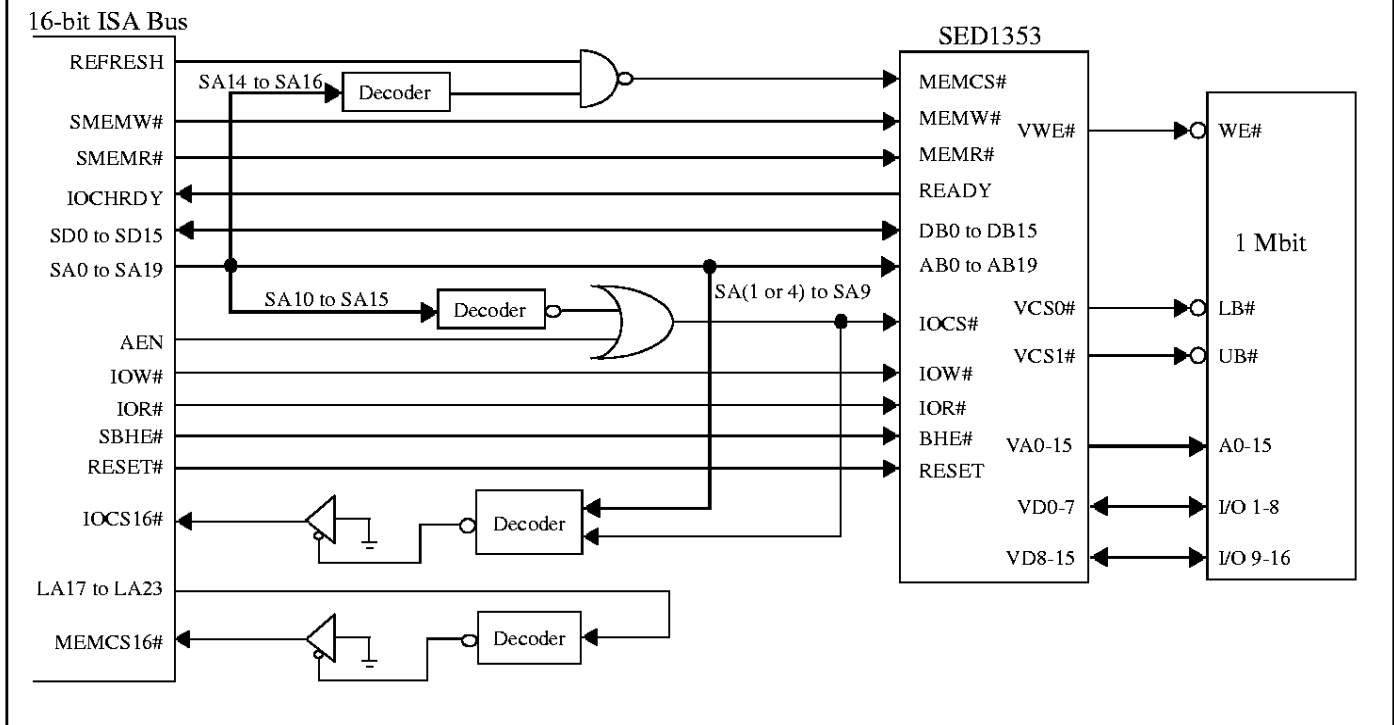 16-bit ISA Bus
SED1353
REFRESH
SA14 to SA16
Decoder
MEMCS#
SMEMW#
MEMW#
VWE#
WE#
SMEMR#
MEMR#
IOCHRDY
READY
SD0 to SD15
DB0 to DB15
1 Mbit
SA0 to SA19
AB0 to AB19
SA10 to SA15
SA(1 or 4) to SA9
Decoder
VCS0#
LB#
IOCS#
AEN
VCS1#
UB#
IOW#
IOW#
IOR#
IOR#
SBHE#
BHE#
VA0-15
A0-15
RESET#
RESET
IOCS16#
Decoder
VD0-7
I/O 1-8
VD8-15
I/O 9-16
LA17 to LA23
MEMCS16#
Decoder